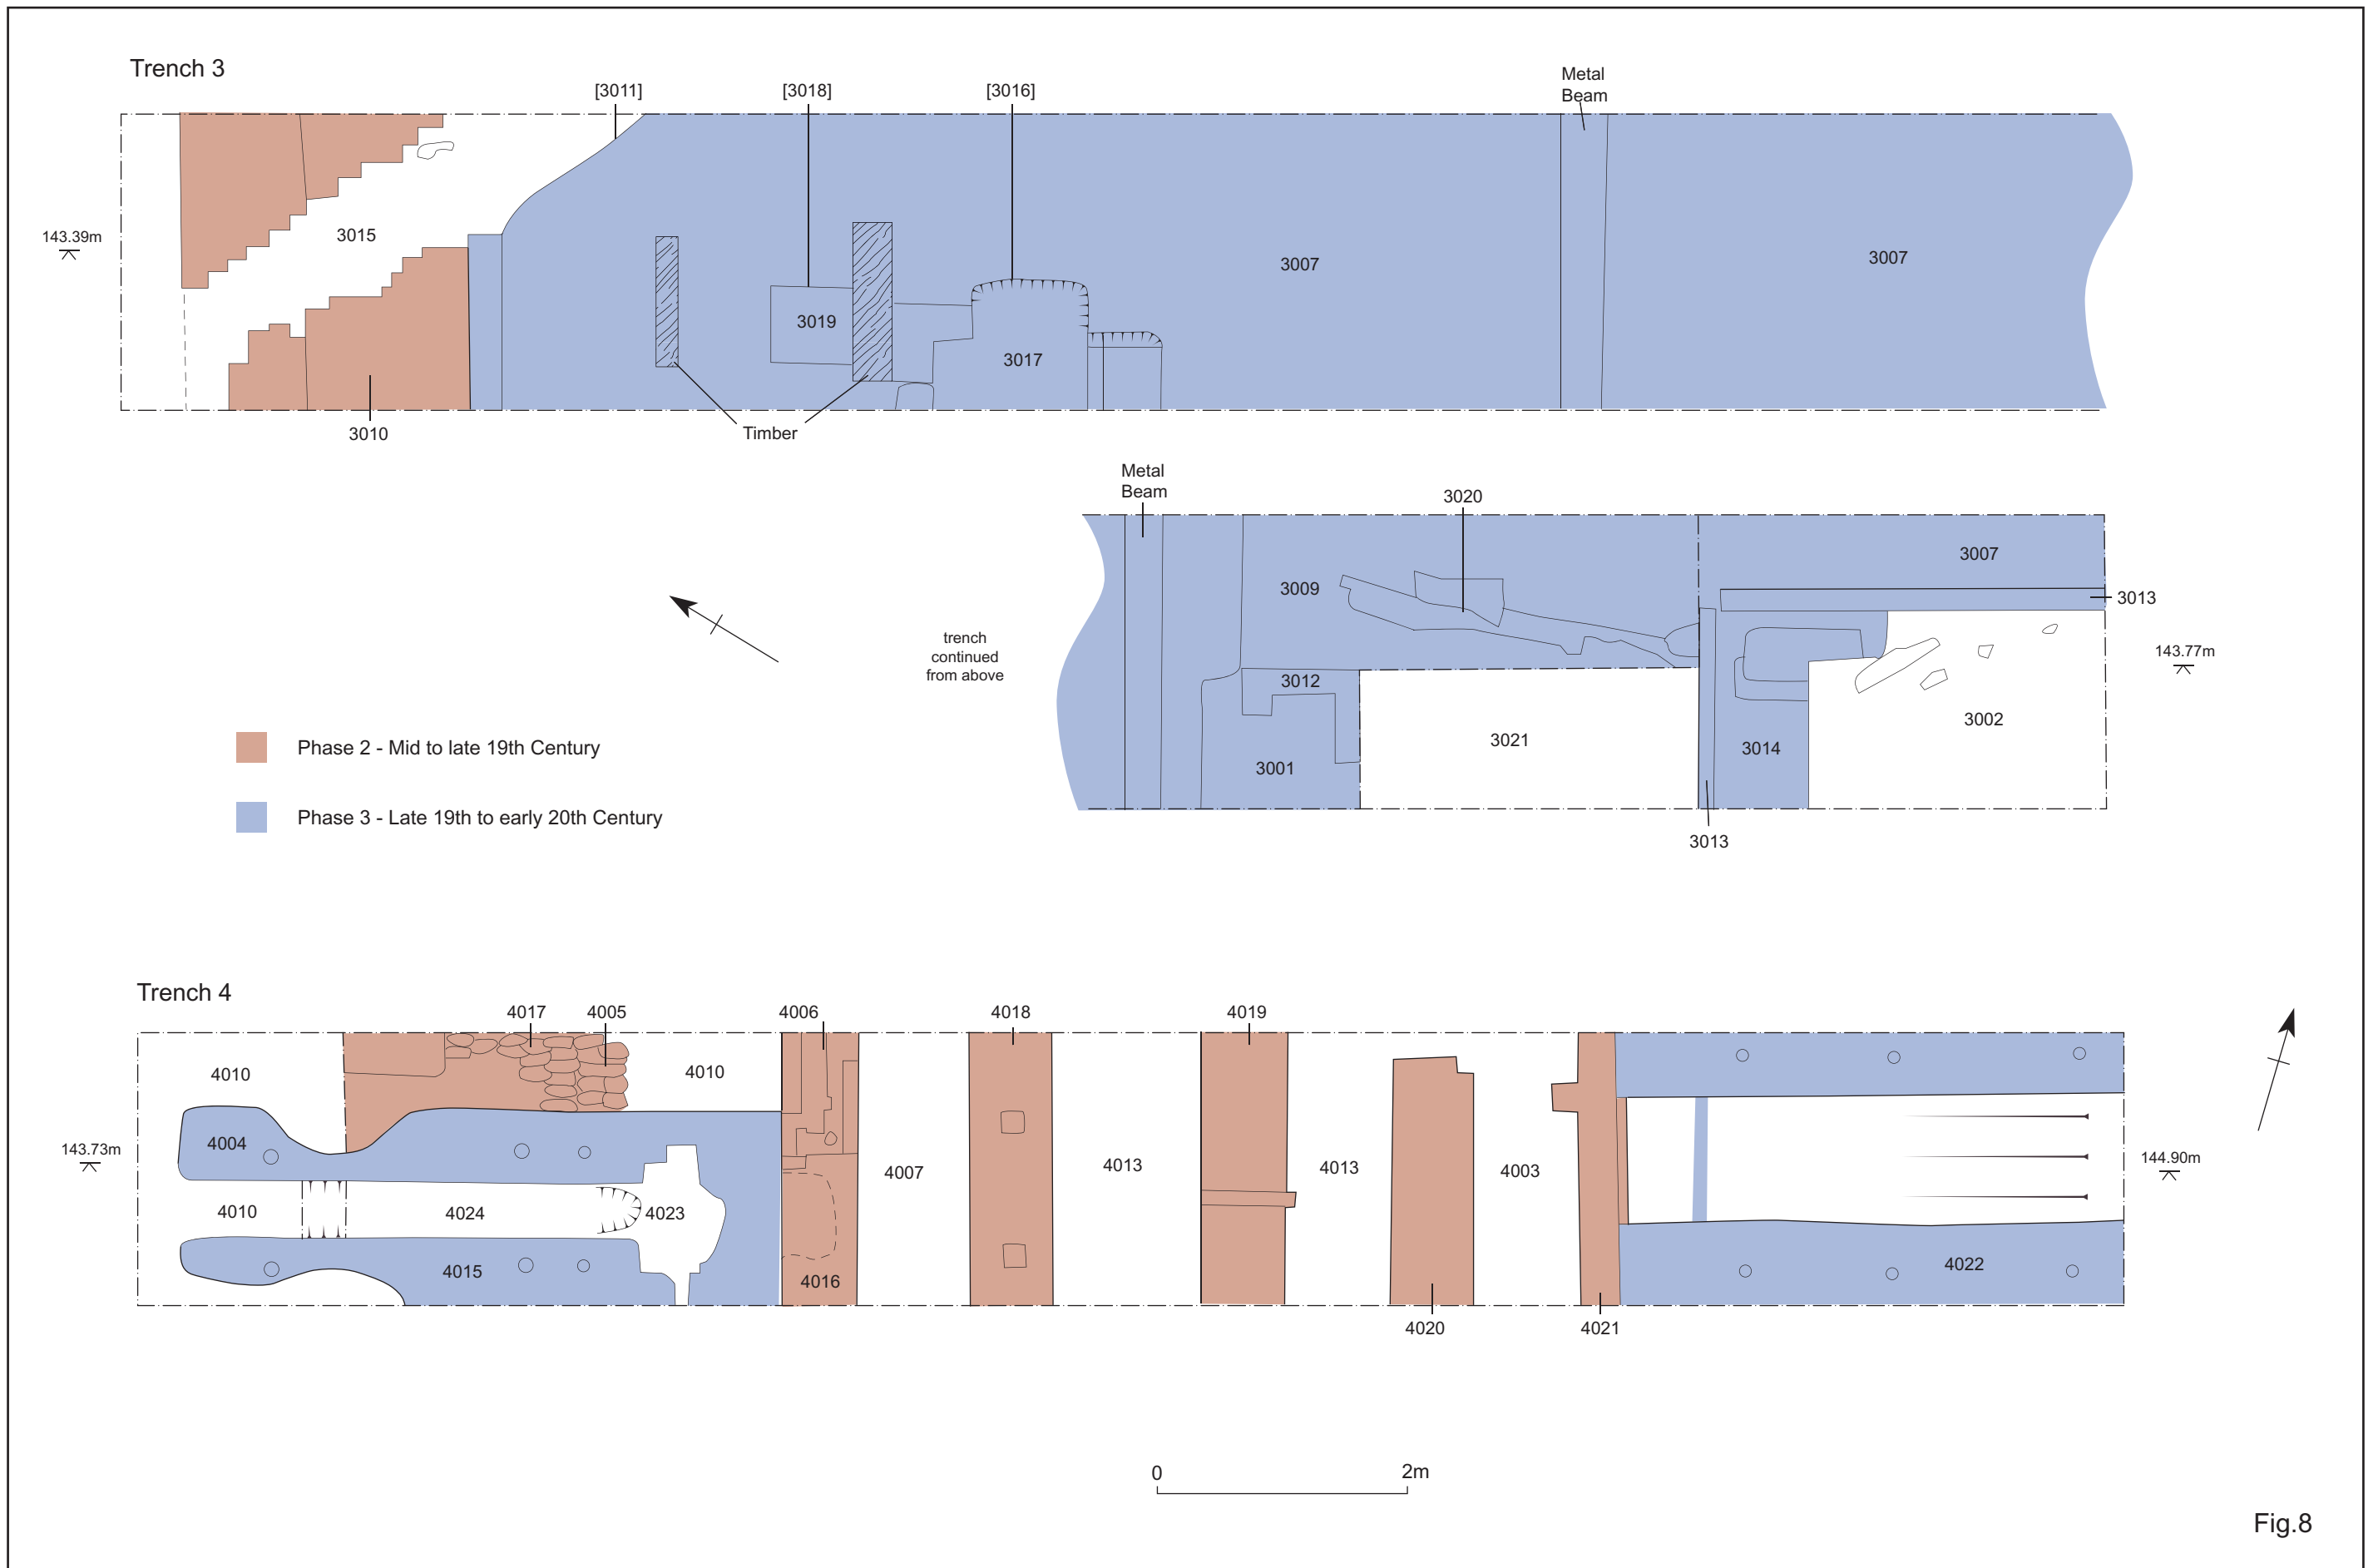 Trench 3
[3011]
[3018]
[3016]
Metal
Beam
143.39m
3015
3019
3017
3007
3007
3010
Timber
Metal
Beam
3020
3009
3007
3013
trench
continued
from above
143.77m
3012
3002
3021
3014
3001
3013
Phase 2 - Mid to late 19th Century
Phase 3 - Late 19th to early 20th Century
Trench 4
4017
4005
4006
4018
4019
4010
4010
143.73m
4004
4007
4013
4013
4003
144.90m
4010
4024
4023
4015
4016
4022
4020
4021
0
2m
Fig.8